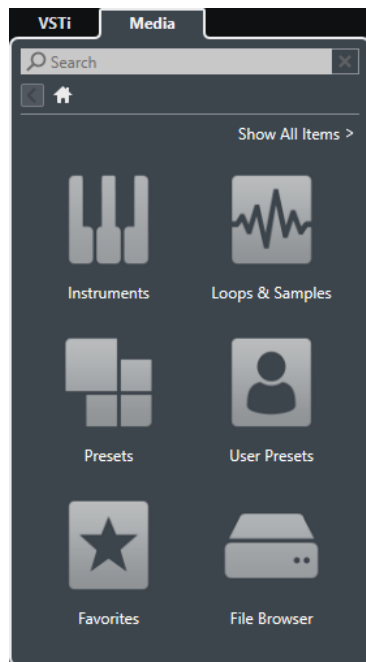 VSTi Media
Search
Show All Items >
Instruments Loops & Samples
Presets User Presets
Favorites File Browser